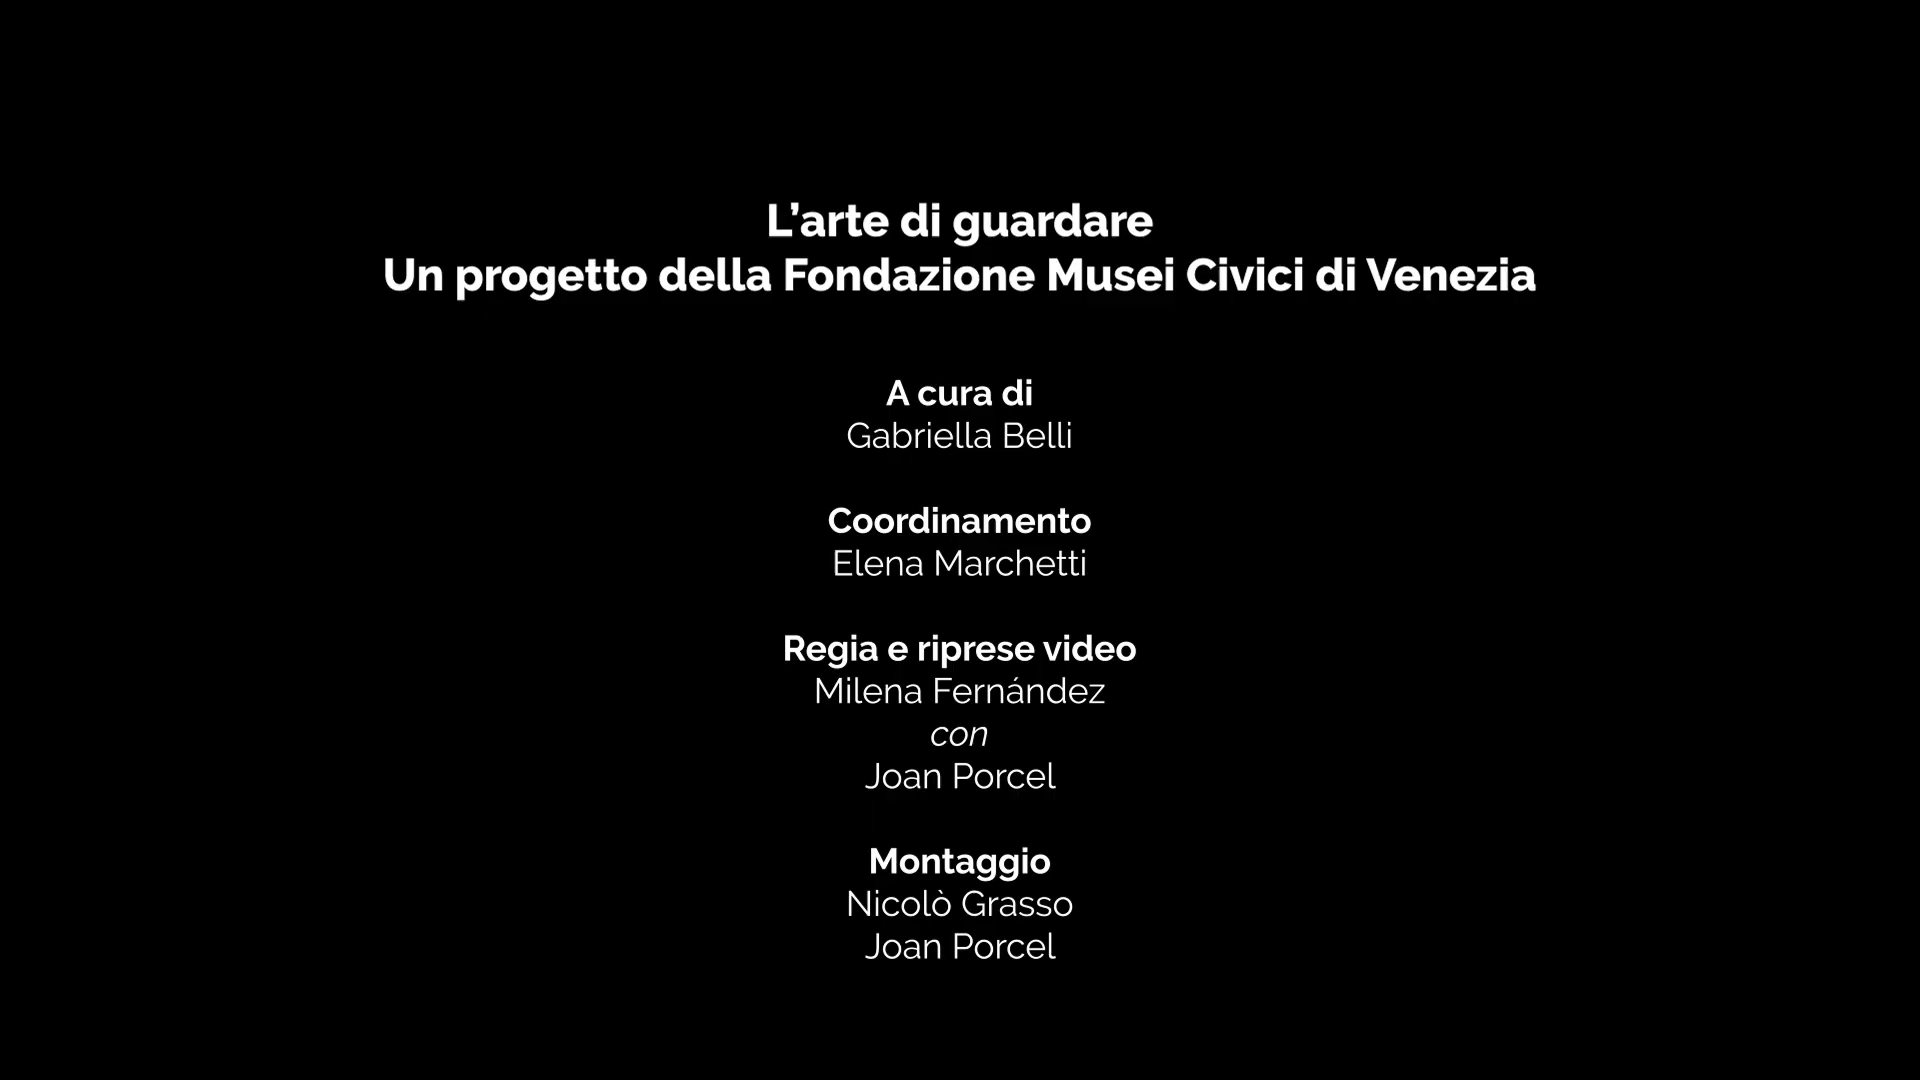 L’arte di guardare
Un progetto della Fondazione Musei Civici di Venezia
A cura di
Gabriella Belli
Coordinamento
Elena Marchetti
Regia e riprese video
Milena Fernández
con
Joan Porcel
Montaggio
Nicolò Grasso
Joan Porcel